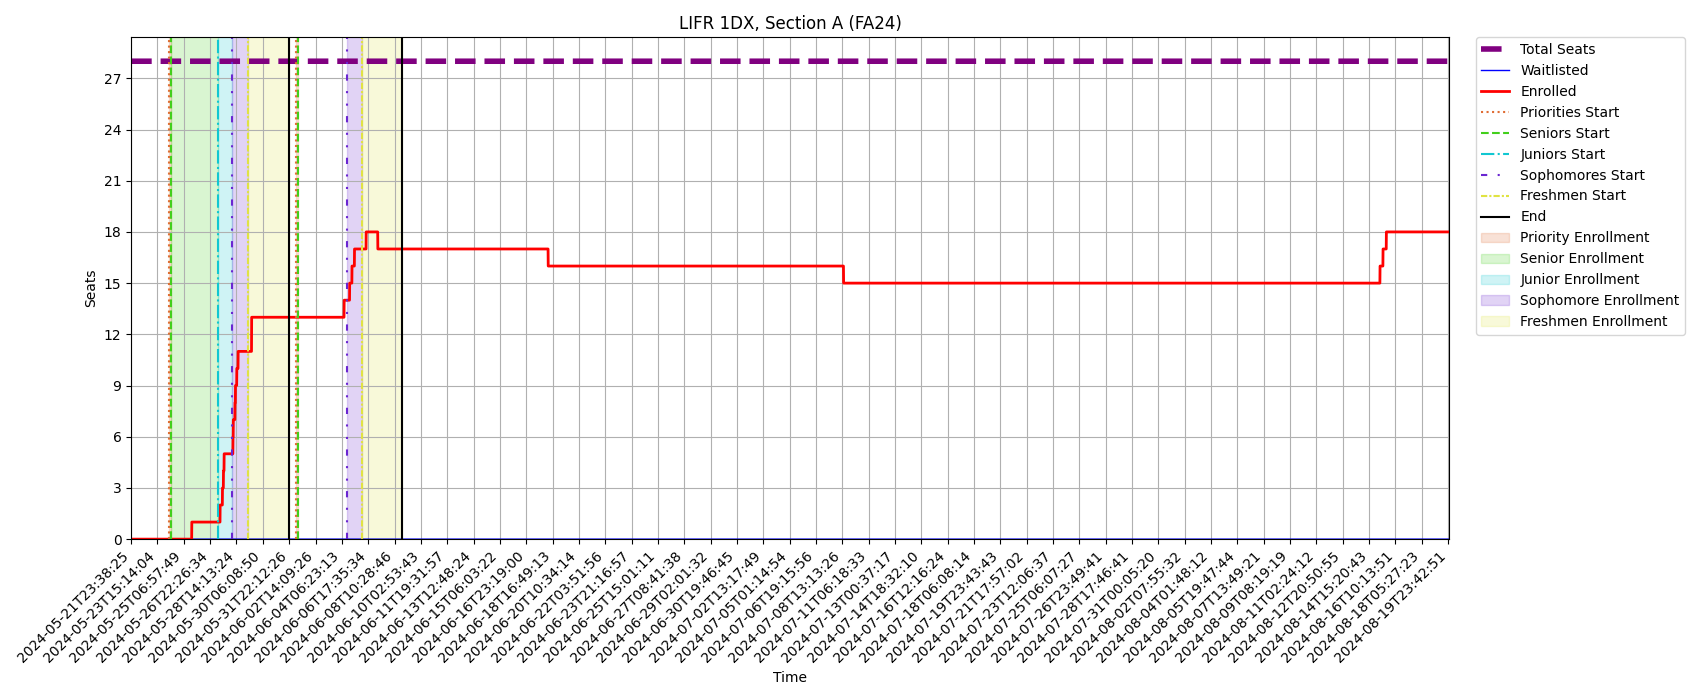 LIFR 1DX, Section A (FA24)
Seats
27
24
21
18
15
12
9
6
3
0
2024-05-21T23:38:25
2024-05-23T15:14:04
2024-05-25T06:57:49
2024-05-26T22:26:34
2024-05-28T14:13:24
2024-05-30T06:08:50
2024-05-31T22:12:26
2024-06-02T14:09:26
2024-06-04T06:23:13
2024-06-06T17:35:34
2024-06-08T10:28:46
2024-06-10T02:53:43
2024-06-11T19:31:57
2024-06-13T12:48:24
2024-06-15T06:03:22
2024-06-16T23:19:00
2024-06-18T16:49:13
2024-06-20T10:34:14
2024-06-22T03:51:56
2024-06-23T21:16:57
2024-06-25T15:01:11
2024-06-27T08:41:38
2024-06-29T02:01:32
2024-06-30T19:46:45
2024-07-02T13:17:49
2024-07-05T01:14:54
2024-07-06T19:15:56
2024-07-08T13:13:26
2024-07-11T06:18:33
2024-07-13T00:37:17
2024-07-14T18:32:10
2024-07-16T12:16:24
2024-07-18T06:08:14
2024-07-19T23:43:43
2024-07-21T17:57:02
2024-07-23T12:06:37
2024-07-25T06:07:27
2024-07-26T23:49:41
2024-07-28T17:46:41
2024-07-31T00:05:20
2024-08-02T07:55:32
2024-08-04T01:48:12
2024-08-05T19:47:44
2024-08-07T13:49:21
2024-08-09T08:19:19
2024-08-11T02:24:12
2024-08-12T20:50:55
2024-08-14T15:20:43
2024-08-16T10:13:51
2024-08-18T05:27:23
2024-08-19T23:42:51
Time
Total Seats
Waitlisted
Enrolled
Priorities Start
Seniors Start
Juniors Start
Sophomores Start
Freshmen Start
End
Priority Enrollment
Senior Enrollment
Junior Enrollment
Sophomore Enrollment
Freshmen Enrollment